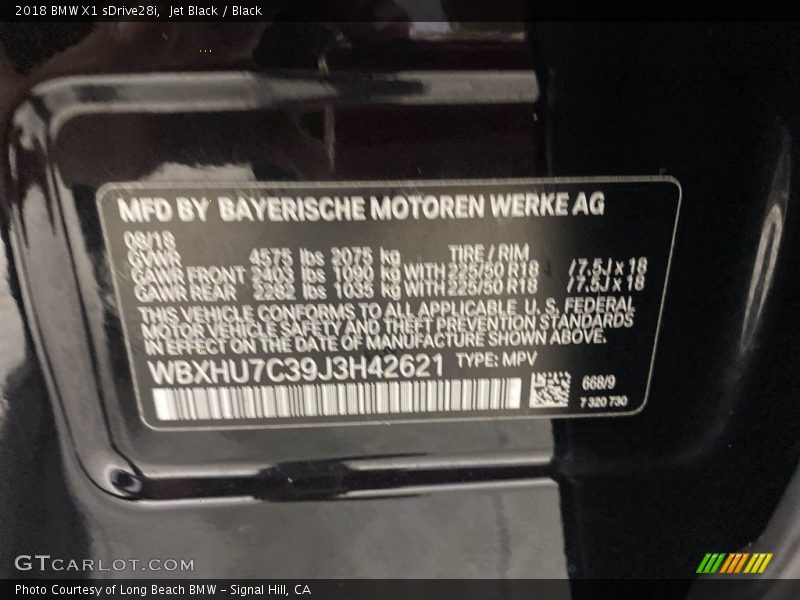 2018 BMW X1 sDrive28i, Jet Black / Black
MFD BY BAYERISCHE MOTOREN WERKE AG
08/18
GVWR 4575 lbs 2075 kg TIRE / RIM
GAWR FRONT 2403 lbs 1090 kg WITH 225/50 R18 /7.5J x 18
GAWR REAR 2282 lbs 1035 kg WITH 225/50 R18 /7.5J x 18
THIS VEHICLE CONFORMS TO ALL APPLICABLE U. S. FEDERAL
MOTOR VEHICLE SAFETY AND THEFT PREVENTION STANDARDS
IN EFFECT ON THE DATE OF MANUFACTURE SHOWN ABOVE.
WBXHU7C39J3H42621 TYPE: MPV
668/9
7 320 730
GTCARLOT.COM
Photo Courtesy of Long Beach BMW - Signal Hill, CA